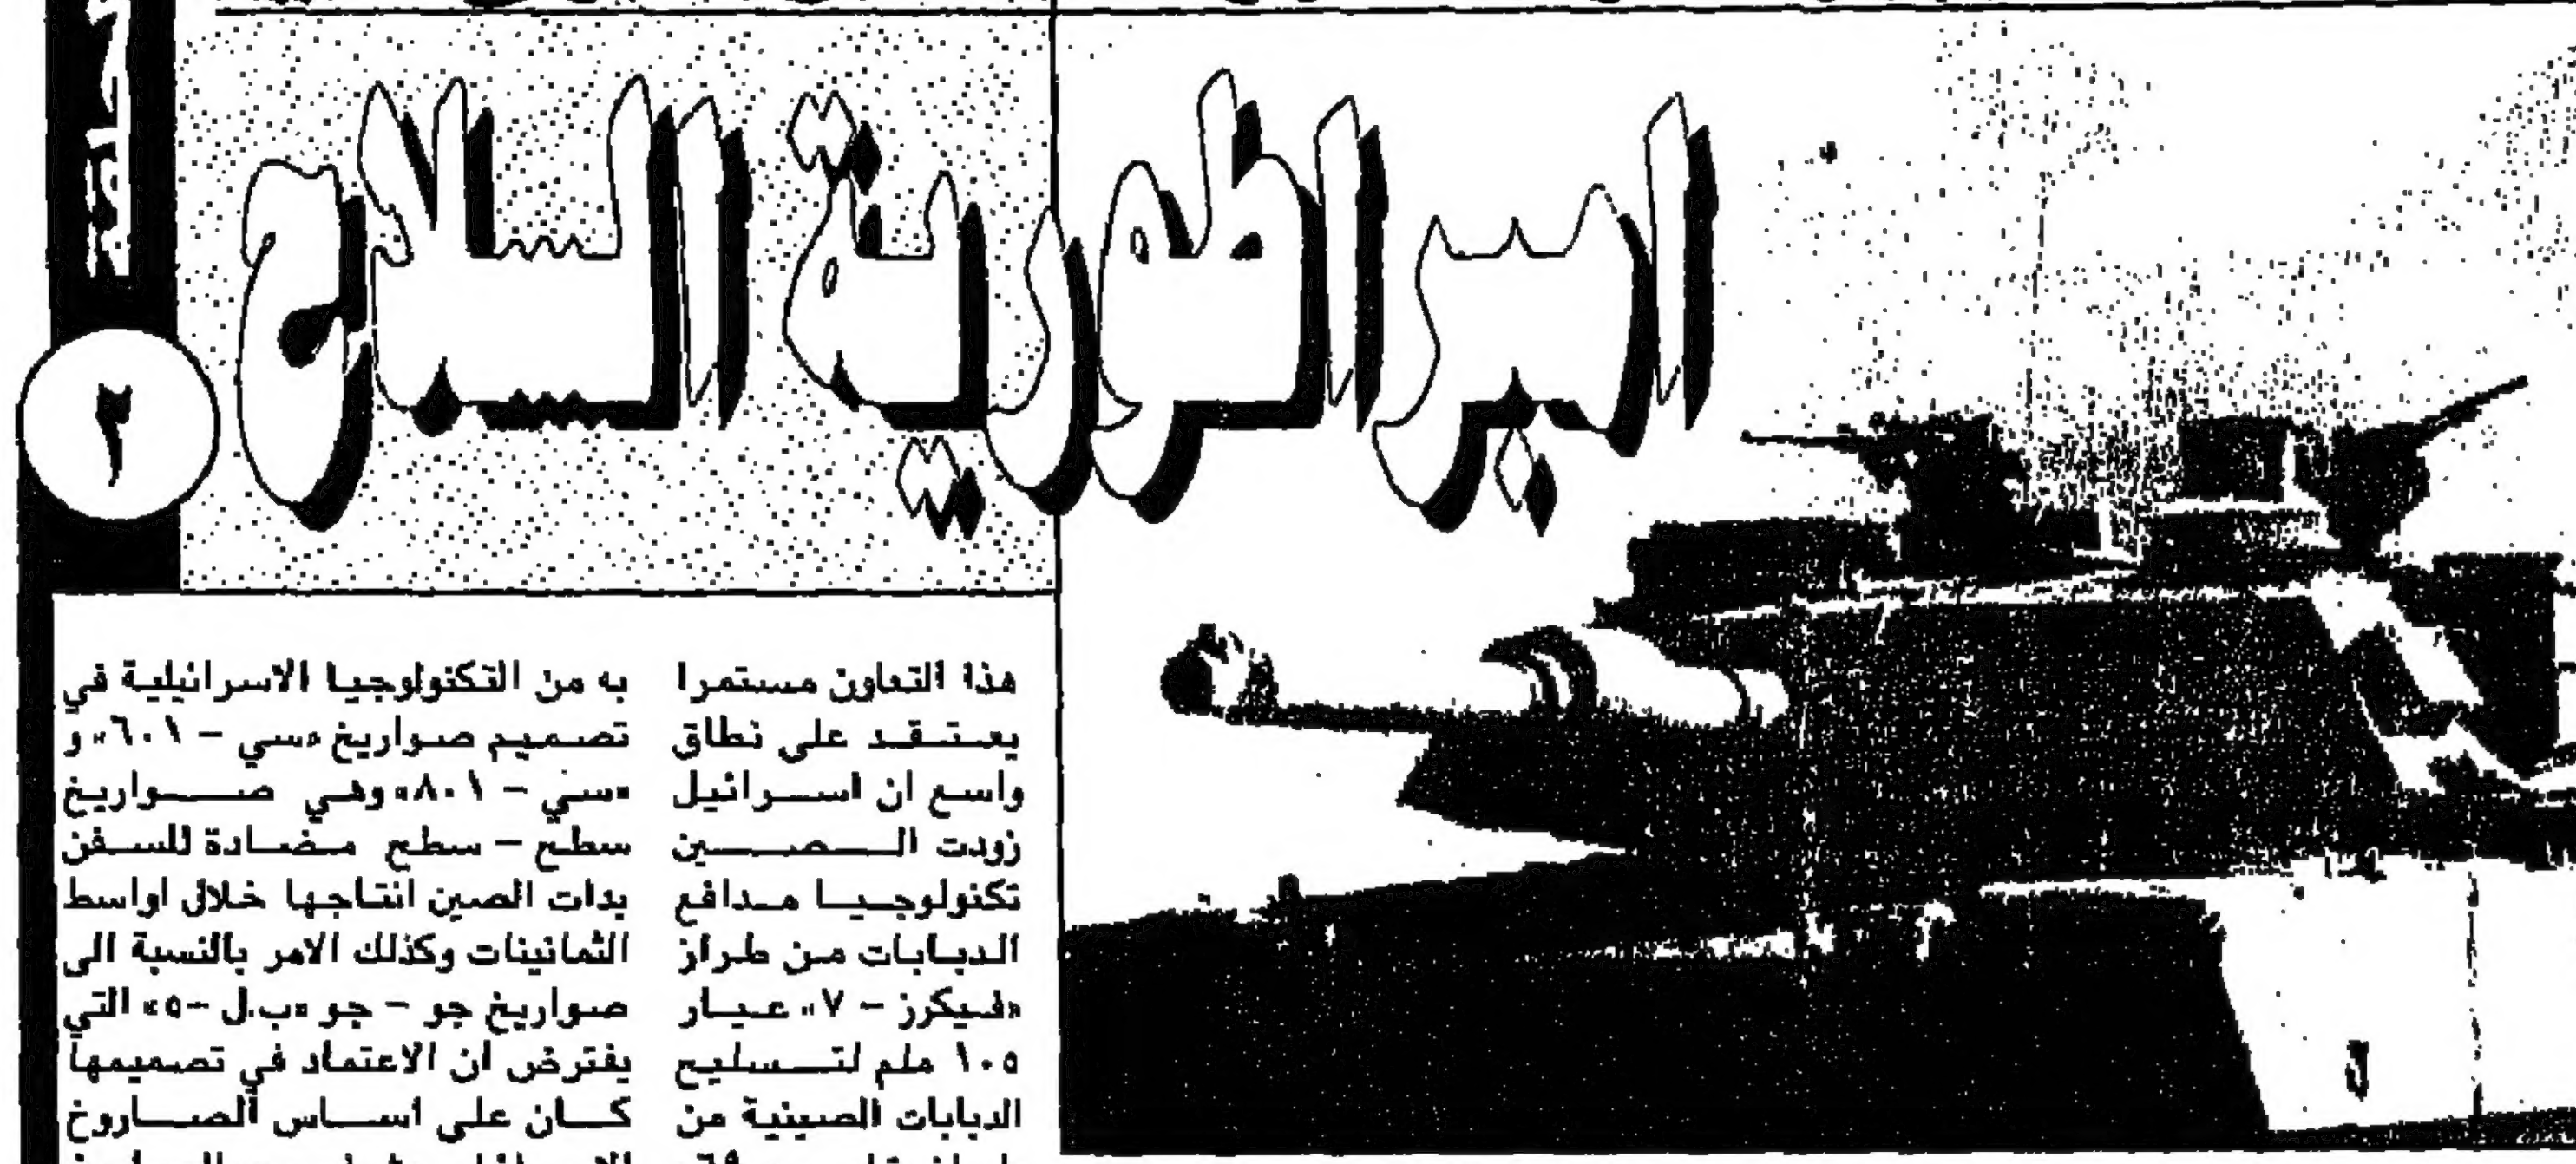 امبراطورية السلاح
٢
هذا التعاون مستمرا
يعتقد على نطاق
واسع ان اسرائيل
زودت الصين
تكنولوجيا مدافع
الدبابات من طراز
«فيكرز - ٧» عيار
١٠٥ ملم لتسليح
الدبابات الصينية من
به من التكنولوجيا الاسرائيلية في
تصميم صواريخ «سي - ٦٠١» و
«سي - ٨٠١» وهي صواريخ
سطح - سطح مضادة للسفن
بدات الصين انتاجها خلال اواسط
الثمانينات وكذلك الامر بالنسبة الى
صواريخ جو - جو «ب.ل -٥» التي
يفترض ان الاعتماد في تصميمها
كان على اساس الصاروخ